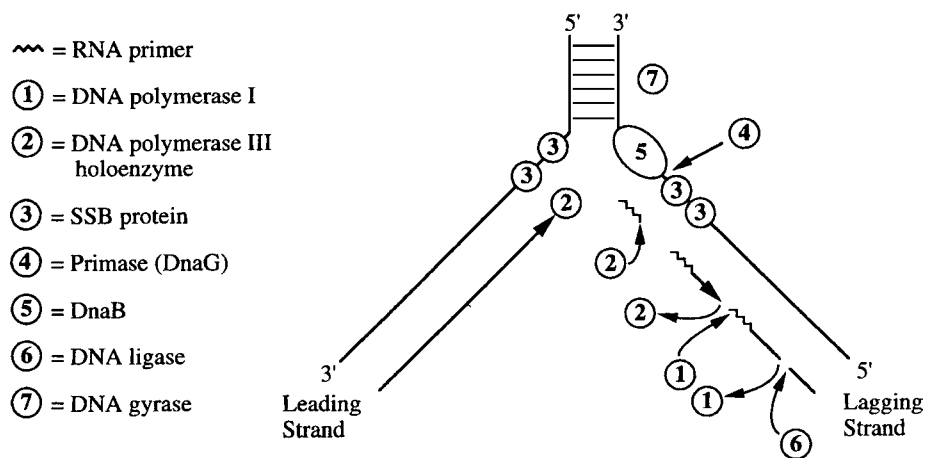 = RNA primer
1 = DNA polymerase I
2 = DNA polymerase III
holoenzyme
3 = SSB protein
4 = Primase (DnaG)
5 = DnaB
6 = DNA ligase
7 = DNA gyrase
5' 3'
7
4
3
5
3
3
2
3
2
2
1
1
6
3'
5'
Leading
Strand
Lagging
Strand